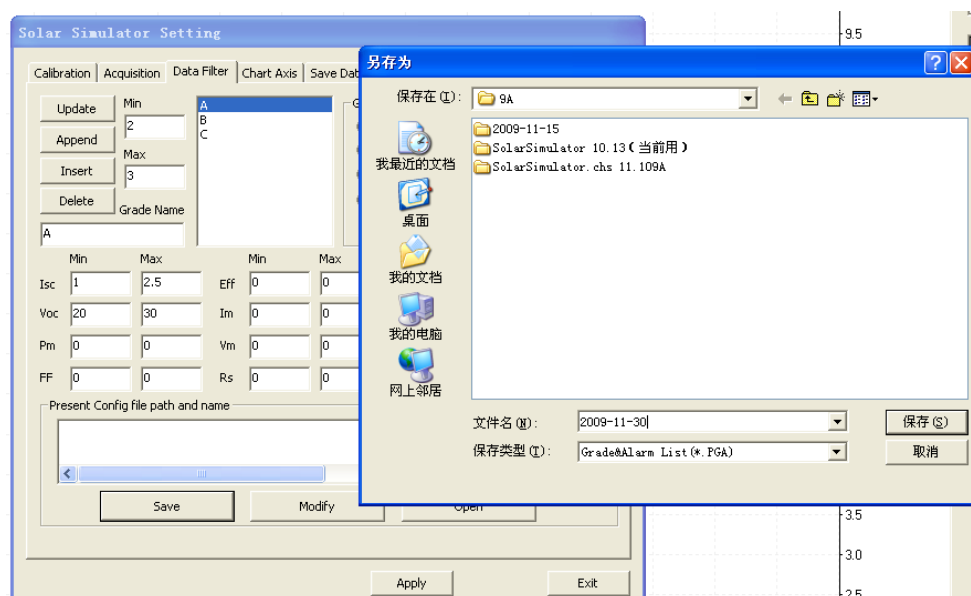 Solar Simulator Setting
Calibration
Acquisition
Data Filter
Chart Axis
Save Dat
Update
Append
Insert
Delete
Min
2
Max
3
Grade Name
A
A
B
C
Min Max Min Max
Isc 1 2.5 Eff 0 0
Voc 20 30 Im 0 0
Pm 0 0 Vm 0 0
FF 0 0 Rs 0 0
Present Config file path and name
Save
Modify
Open
Apply
Exit
另存为
保存在(I):
9A
我最近的文档
桌面
我的文档
我的电脑
网上邻居
2009-11-15
SolarSimulator 10.13(当前用)
SolarSimulator.chs 11.109A
文件名(N):
2009-11-30
保存(S)
保存类型(T):
Grade&Alarm List(*.PGA)
取消
9.5
3.5
3.0
2.5